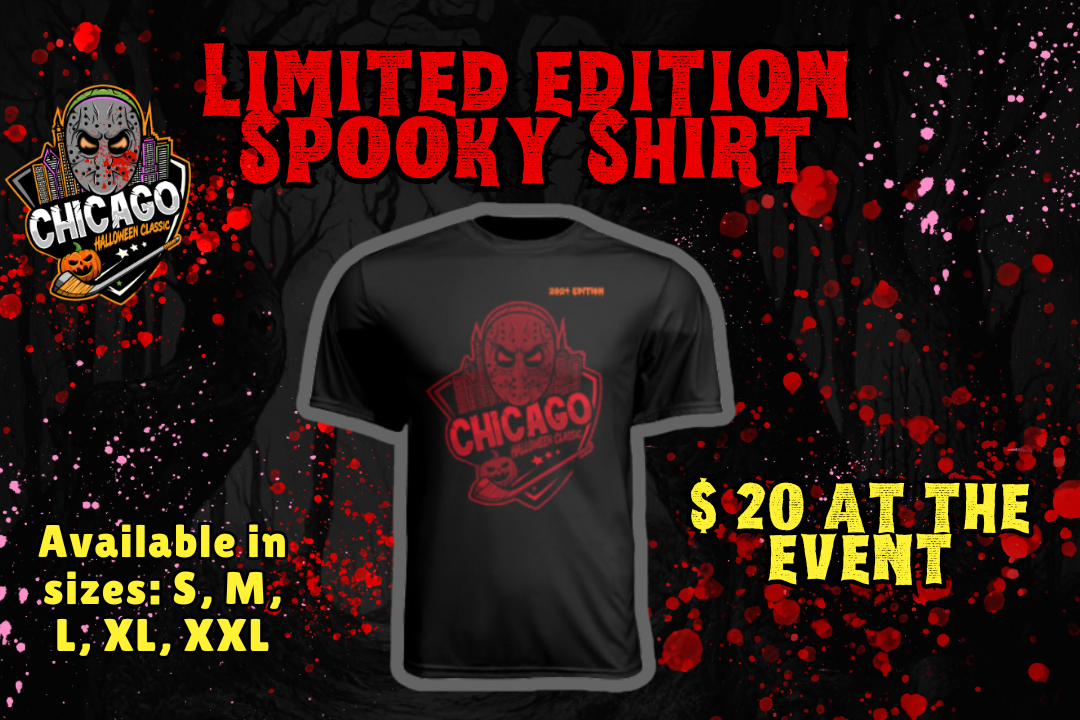 LIMITED EDITION
SPOOKY SHIRT
CHICAGO
HALLOWEEN CLASSIC
2024 EDITION
CHICAGO
HALLOWEEN CLASSIC
$ 20 AT THE
EVENT
Available in
sizes: S, M,
L, XL, XXL